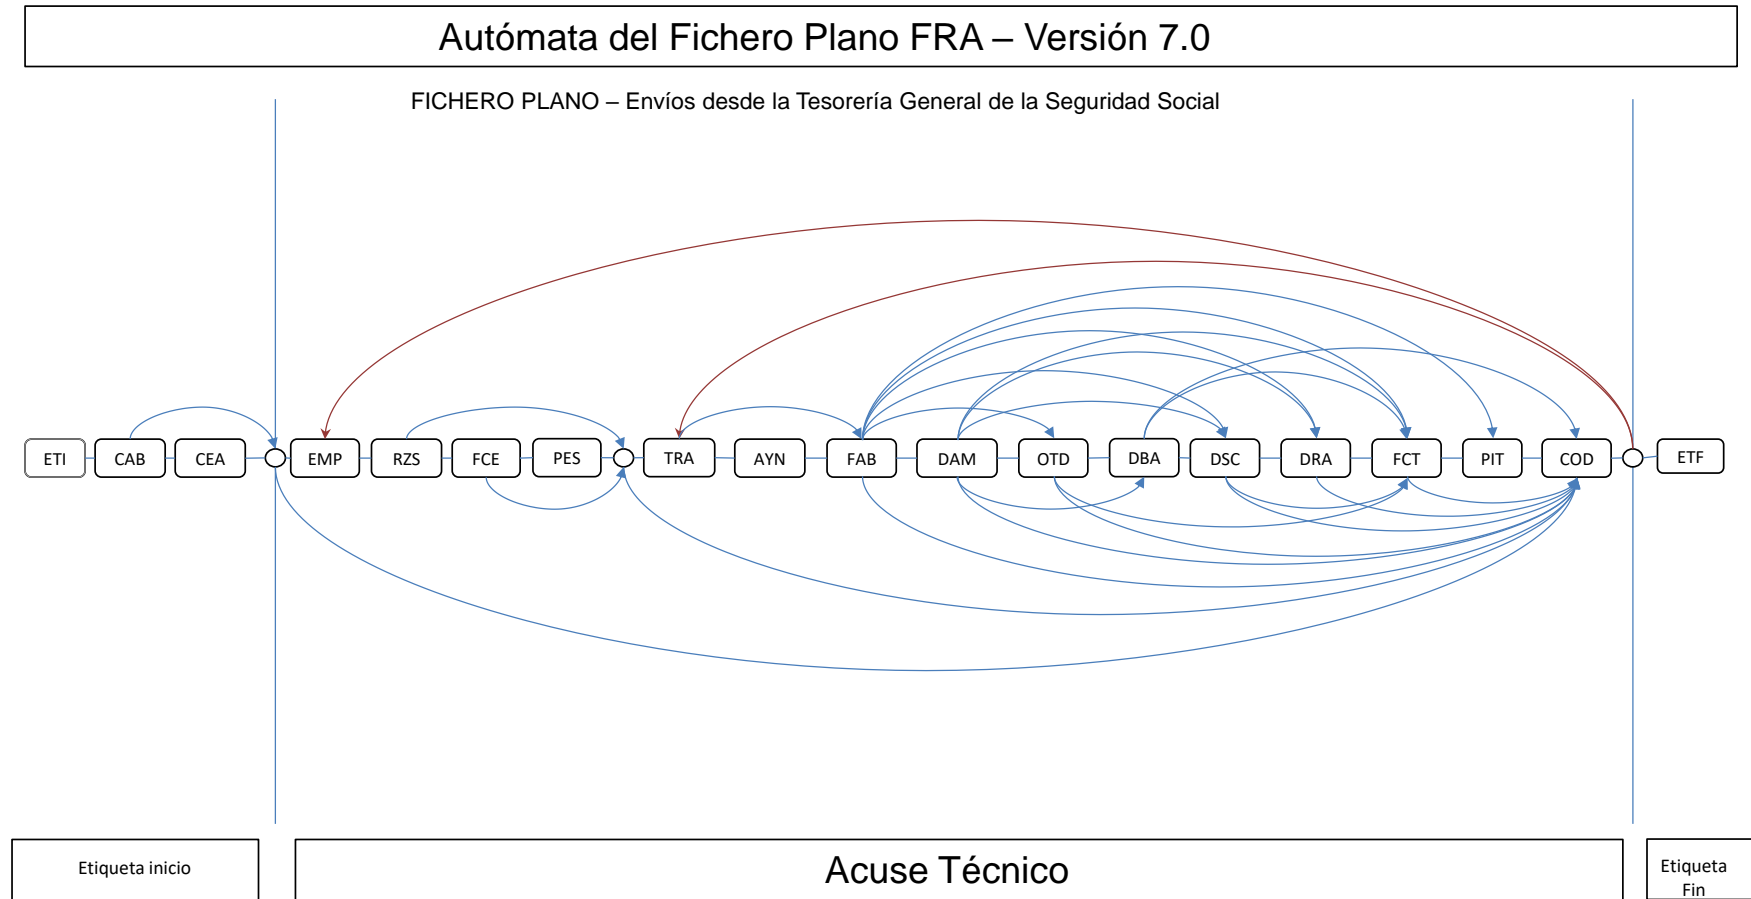 Autómata del Fichero Plano FRA – Versión 7.0
FICHERO PLANO – Envíos desde la Tesorería General de la Seguridad Social
ETI CAB CEA EMP RZS FCE PES TRA AYN FAB DAM OTD DBA DSC DRA FCT PIT COD ETF
Etiqueta inicio
Acuse Técnico
Etiqueta
Fin